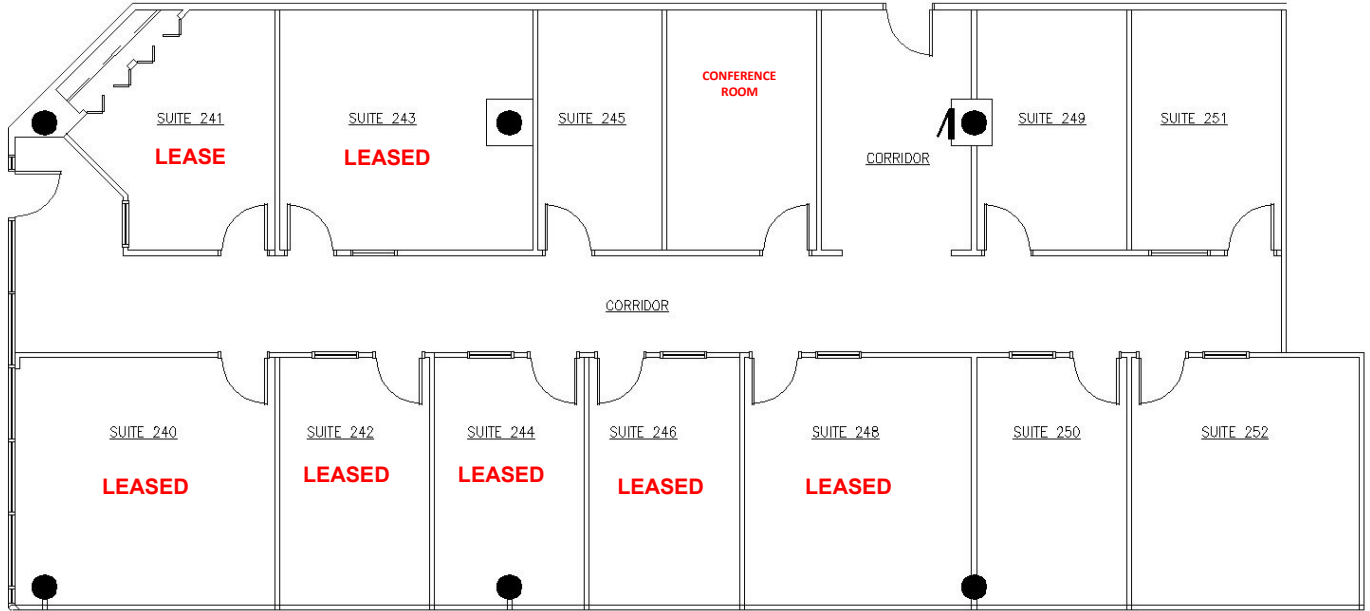 CONFERENCE
ROOM
SUITE 241
LEASE
SUITE 243
LEASED
SUITE 245
SUITE 249
SUITE 251
CORRIDOR
CORRIDOR
SUITE 240
LEASED
SUITE 242
LEASED
SUITE 244
LEASED
SUITE 246
LEASED
SUITE 248
LEASED
SUITE 250
SUITE 252